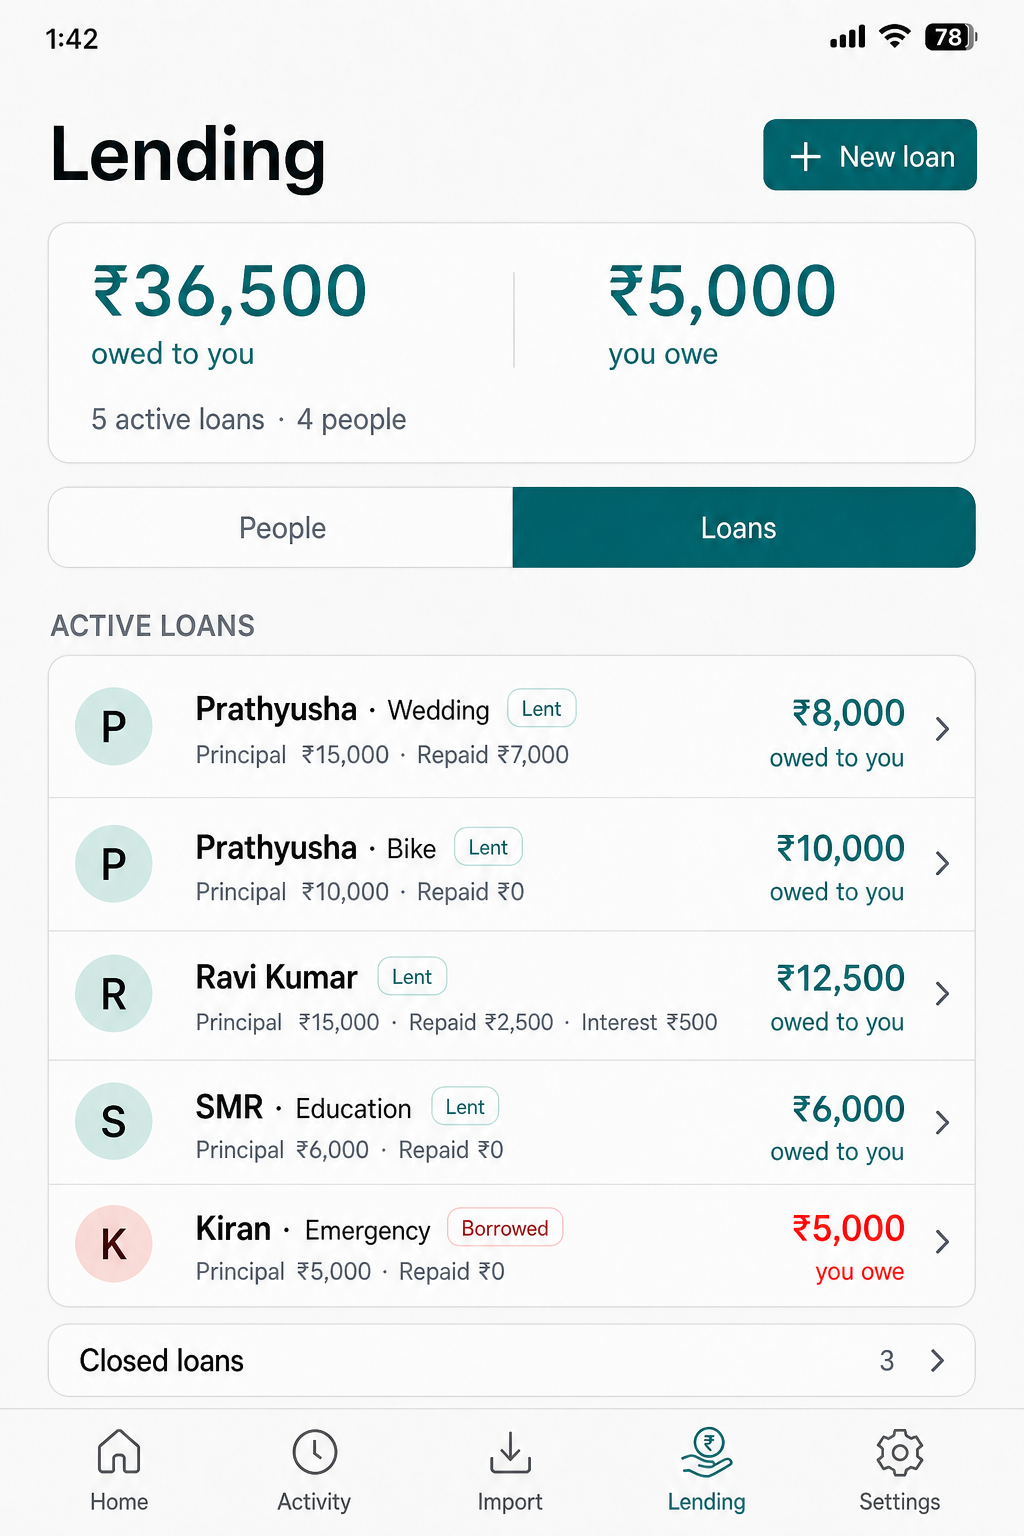 1:42
78
Lending
New loan
₹36,500
owed to you
₹5,000
you owe
5 active loans · 4 people
People
Loans
ACTIVE LOANS
P
Prathyusha · Wedding
Lent
Principal ₹15,000 · Repaid ₹7,000
₹8,000
owed to you
P
Prathyusha · Bike
Lent
Principal ₹10,000 · Repaid ₹0
₹10,000
owed to you
R
Ravi Kumar
Lent
Principal ₹15,000 · Repaid ₹2,500 · Interest ₹500
₹12,500
owed to you
S
SMR · Education
Lent
Principal ₹6,000 · Repaid ₹0
₹6,000
owed to you
K
Kiran · Emergency
Borrowed
Principal ₹5,000 · Repaid ₹0
₹5,000
you owe
Closed loans
3
Home
Activity
Import
₹
Lending
Settings